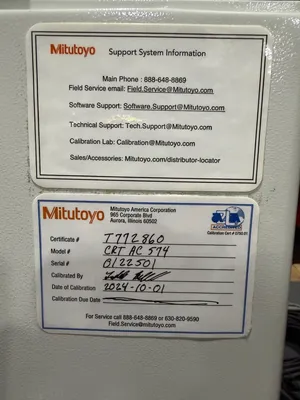 Mitutoyo Support System Information
Main Phone : 888-648-8869
Field Service email: Field.Service@Mitutoyo.com
Software Support: Software.Support@Mitutoyo.com
Technical Support: Tech.Support@Mitutoyo.com
Calibration Lab: Calibration@Mitutoyo.com
Sales/Accessories: Mitutoyo.com/distributor-locator
Mitutoyo
Mitutoyo America Corporation
965 Corporate Blvd
Aurora, Illinois 60502
ACCREDITED
Certificate # T772860
Model # CRT AC 574
Serial # 0122501
Calibrated By
Date of Calibration 2024-10-01
Calibration Due Date
For Service call 888-648-8869 or 630-820-9590
Field.Service@mitutoyo.com